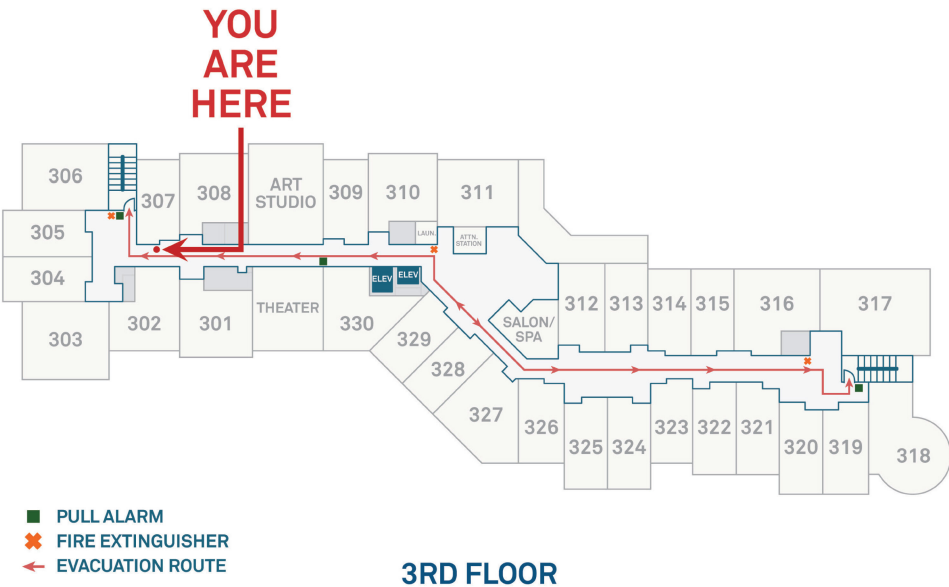 YOU
ARE
HERE
306
307
308
ART
STUDIO
309
310
311
LAUN.
ATTN.
STATION
305
304
303
302
301
THEATER
330
ELEV
ELEV
329
328
327
SALON/
SPA
312
313
314
315
316
317
326
325
324
323
322
321
320
319
318
PULL ALARM
FIRE EXTINGUISHER
EVACUATION ROUTE
3RD FLOOR